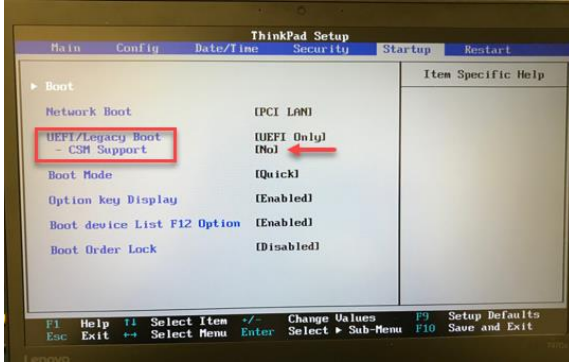 ThinkPad Setup
Main Config Date/Time Security Startup Restart
Item Specific Help
Boot
Network Boot [PCI LAN]
UEFI/Legacy Boot [UEFI Only]
- CSM Support [No]
Boot Mode [Quick]
Option key Display [Enabled]
Boot device List F12 Option [Enabled]
Boot Order Lock [Disabled]
F1 Help ↑↓ Select Item +/- Change Values F9 Setup Defaults
Esc Exit ↔ Select Menu Enter Select ▶ Sub-Menu F10 Save and Exit
Lenovo